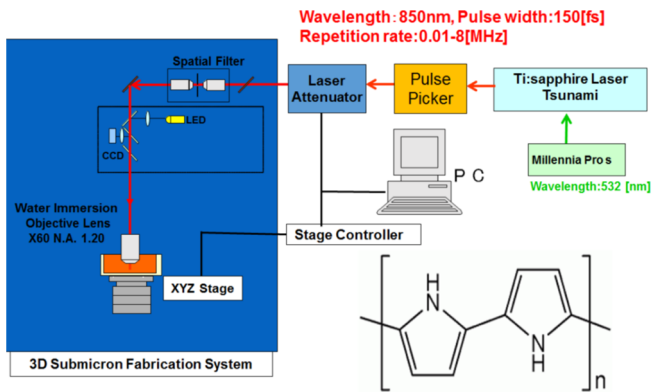 Wavelength：850nm, Pulse width:150[fs]
Repetition rate:0.01-8[MHz]
Spatial Filter
Laser
Attenuator
Pulse
Picker
Ti:sapphire Laser
Tsunami
LED
CCD
Millennia Pro s
Wavelength:532 [nm]
P C
Water Immersion
Objective Lens
X60 N.A. 1.20
Stage Controller
XYZ Stage
3D Submicron Fabrication System
H
N
N
H
n